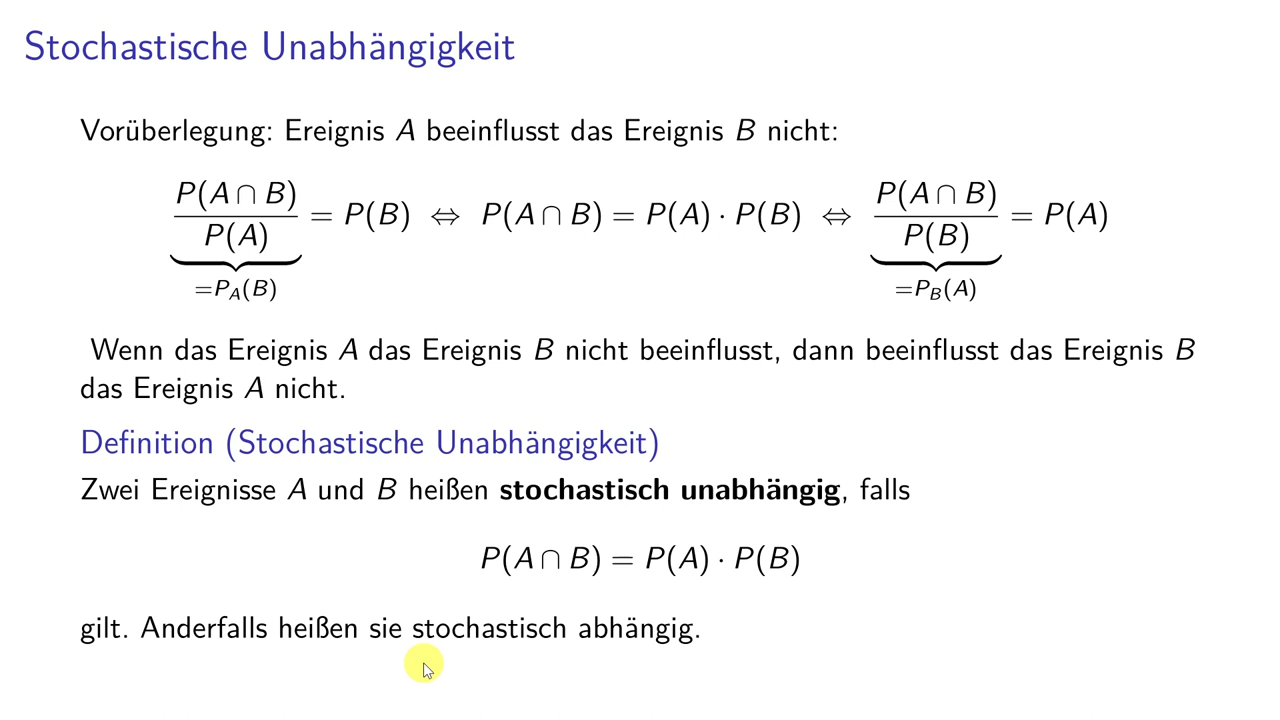 Stochastische Unabhängigkeit
Vorüberlegung: Ereignis A beeinflusst das Ereignis B nicht:
P(A ∩ B) / P(A) = P(B) ⇔ P(A ∩ B) = P(A) · P(B) ⇔ P(A ∩ B) / P(B) = P(A)
=P_A(B) =P_B(A)
Wenn das Ereignis A das Ereignis B nicht beeinflusst, dann beeinflusst das Ereignis B
das Ereignis A nicht.
Definition (Stochastische Unabhängigkeit)
Zwei Ereignisse A und B heißen stochastisch unabhängig, falls
P(A ∩ B) = P(A) · P(B)
gilt. Anderfalls heißen sie stochastisch abhängig.